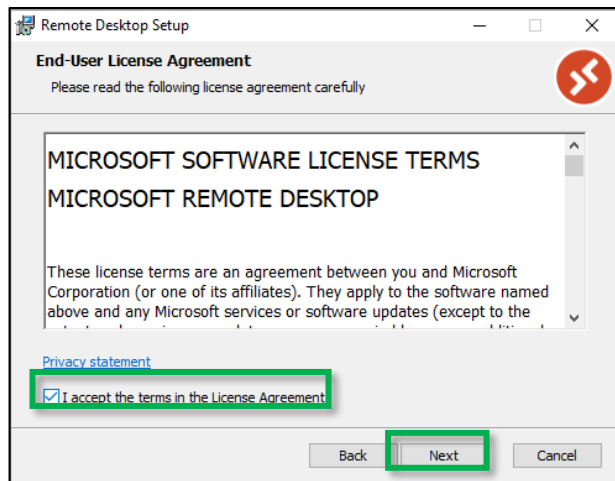 Remote Desktop Setup
End-User License Agreement
Please read the following license agreement carefully
MICROSOFT SOFTWARE LICENSE TERMS
MICROSOFT REMOTE DESKTOP
These license terms are an agreement between you and Microsoft
Corporation (or one of its affiliates). They apply to the software named
above and any Microsoft services or software updates (except to the
Privacy statement
I accept the terms in the License Agreement
Back Next Cancel